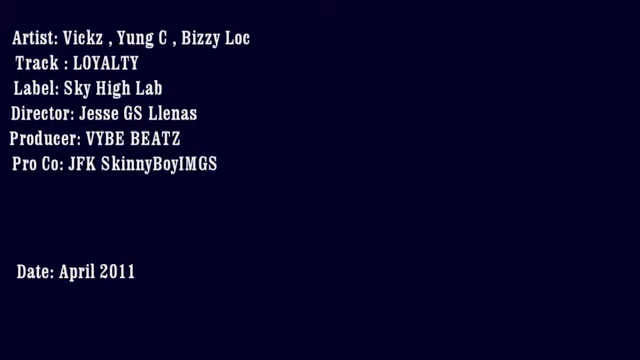 Artist: Vickz , Yung C , Bizzy Loc
Track : LOYALTY
Label: Sky High Lab
Director: Jesse GS Llenas
Producer: VYBE BEATZ
Pro Co: JFK SkinnyBoyIMGS
Date: April 2011